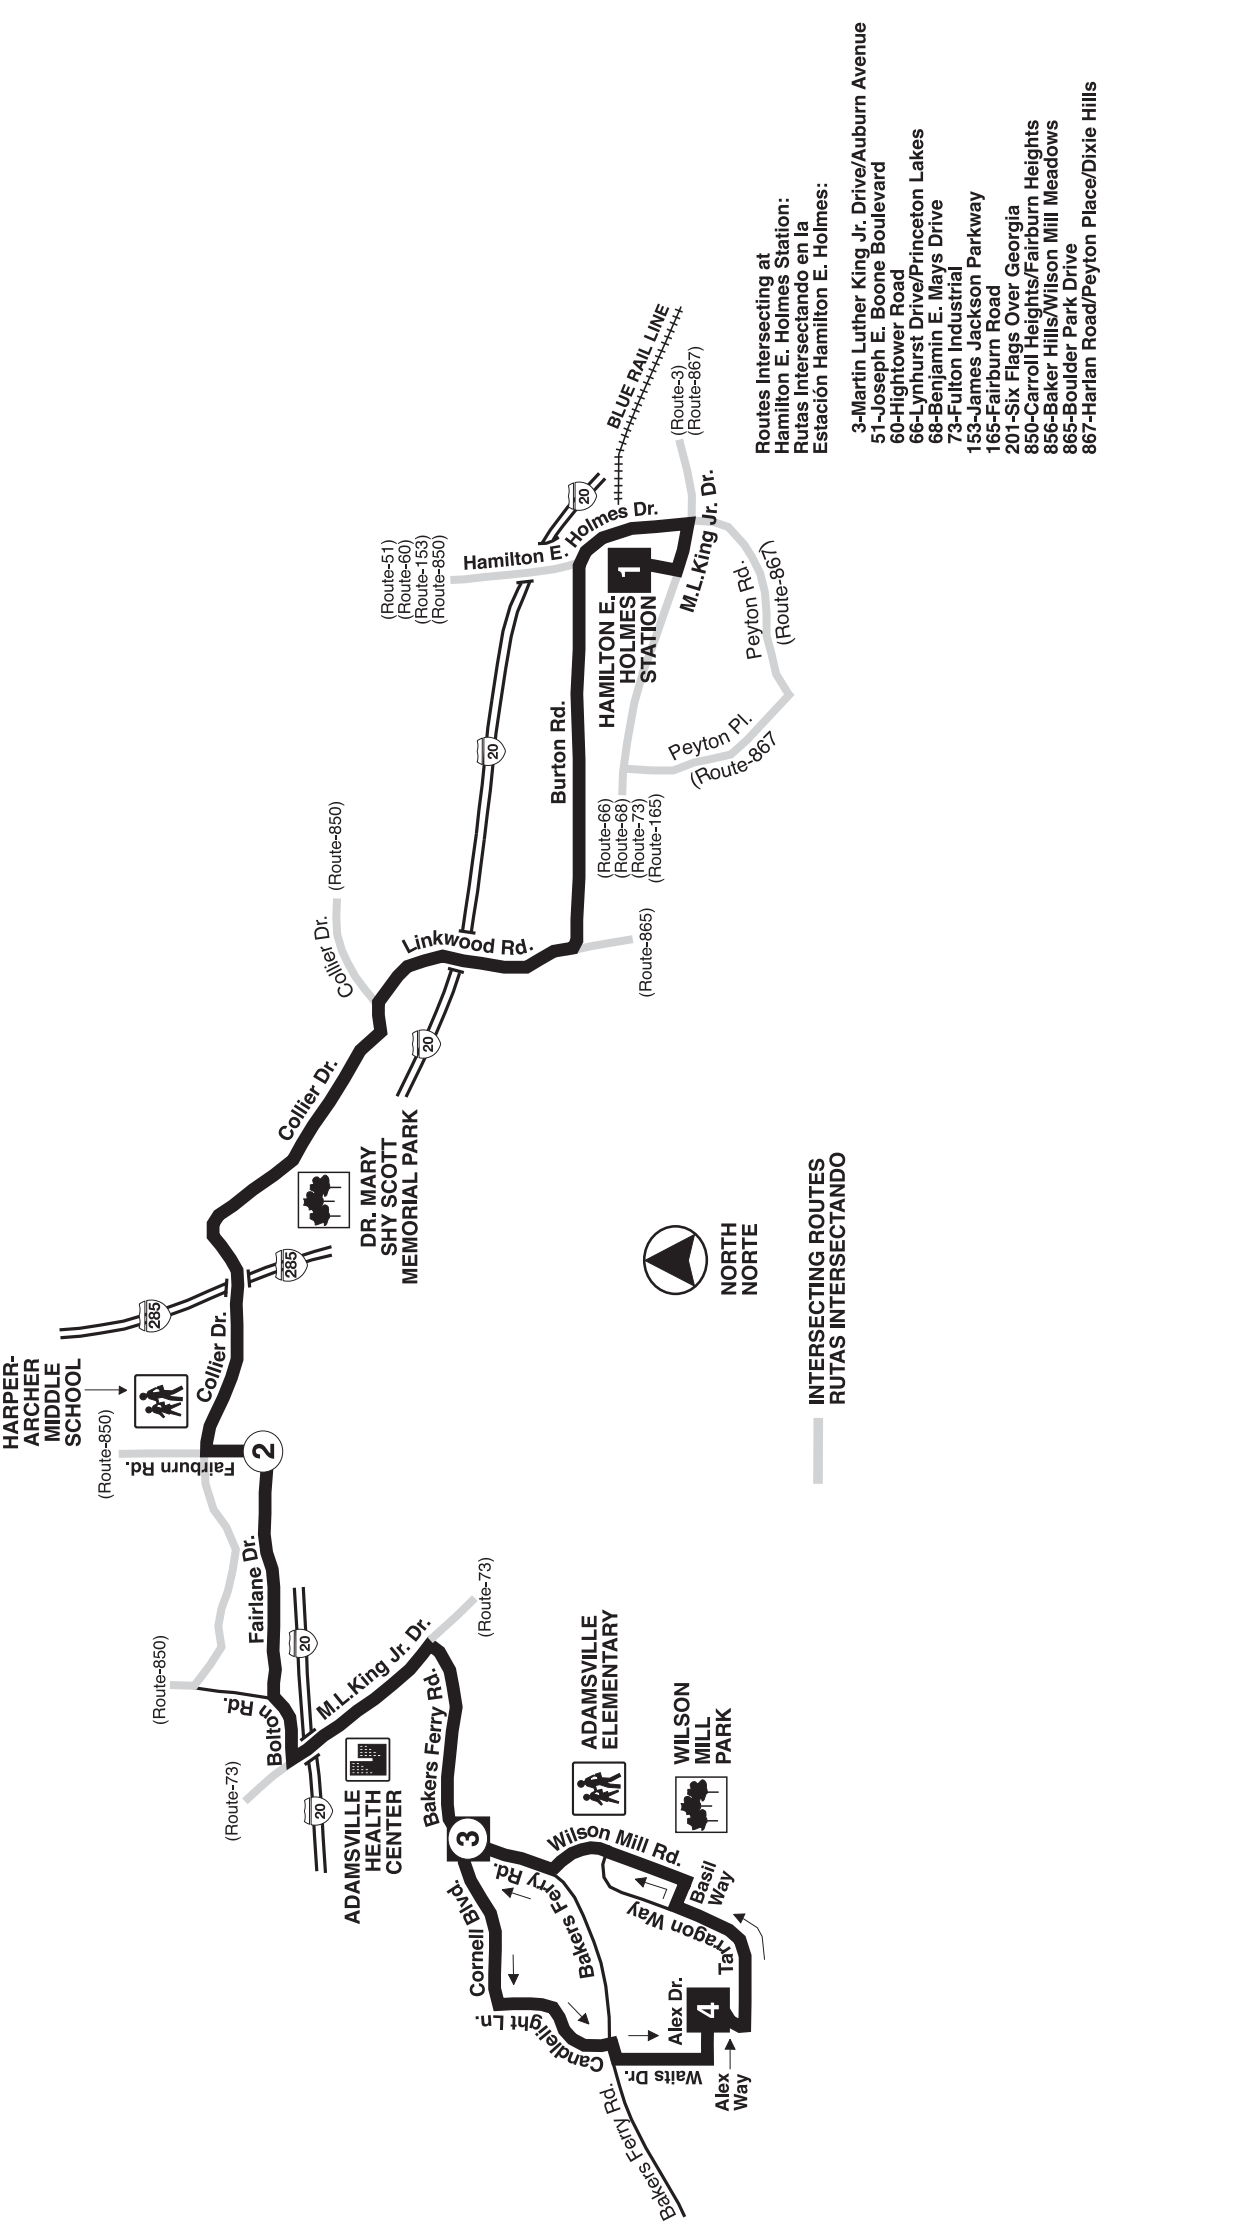 HARPER-
ARCHER
MIDDLE
SCHOOL
(Route-850)
Fairburn Rd.
2
Collier Dr.
285
285
Collier Dr.
DR. MARY
SHY SCOTT
MEMORIAL PARK
Collier Dr.
(Route-850)
Linkwood Rd.
20
20
20
(Route-865)
Burton Rd.
(Route-51)
(Route-60)
(Route-153)
(Route-850)
Hamilton E. Holmes Dr.
BLUE RAIL LINE
(Route-3)
(Route-867)
1
HAMILTON E.
HOLMES
STATION
M.L.King Jr. Dr.
Peyton Rd.
(Route-867)
Peyton Pl.
(Route-867
(Route-66)
(Route-68)
(Route-73)
(Route-165)
(Route-850)
Fairlane Dr.
Bolton Rd.
20
20
(Route-73)
M.L.King Jr. Dr.
(Route-73)
ADAMSVILLE
HEALTH
CENTER
Bakers Ferry Rd.
3
Cornell Blvd.
Candlelight Ln.
Bakers Ferry Rd.
Bakers Ferry Rd.
Waits Dr.
Alex
Way
Alex Dr.
4
Tarragon Way
Basil
Way
Wilson Mill Rd.
ADAMSVILLE
ELEMENTARY
WILSON
MILL
PARK
NORTH
NORTE
INTERSECTING ROUTES
RUTAS INTERSECTANDO
Routes Intersecting at
Hamilton E. Holmes Station:
Rutas Intersectando en la
Estación Hamilton E. Holmes:
3-Martin Luther King Jr. Drive/Auburn Avenue
51-Joseph E. Boone Boulevard
60-Hightower Road
66-Lynhurst Drive/Princeton Lakes
68-Benjamin E. Mays Drive
73-Fulton Industrial
153-James Jackson Parkway
165-Fairburn Road
201-Six Flags Over Georgia
850-Carroll Heights/Fairburn Heights
856-Baker Hills/Wilson Mill Meadows
865-Boulder Park Drive
867-Harlan Road/Peyton Place/Dixie Hills